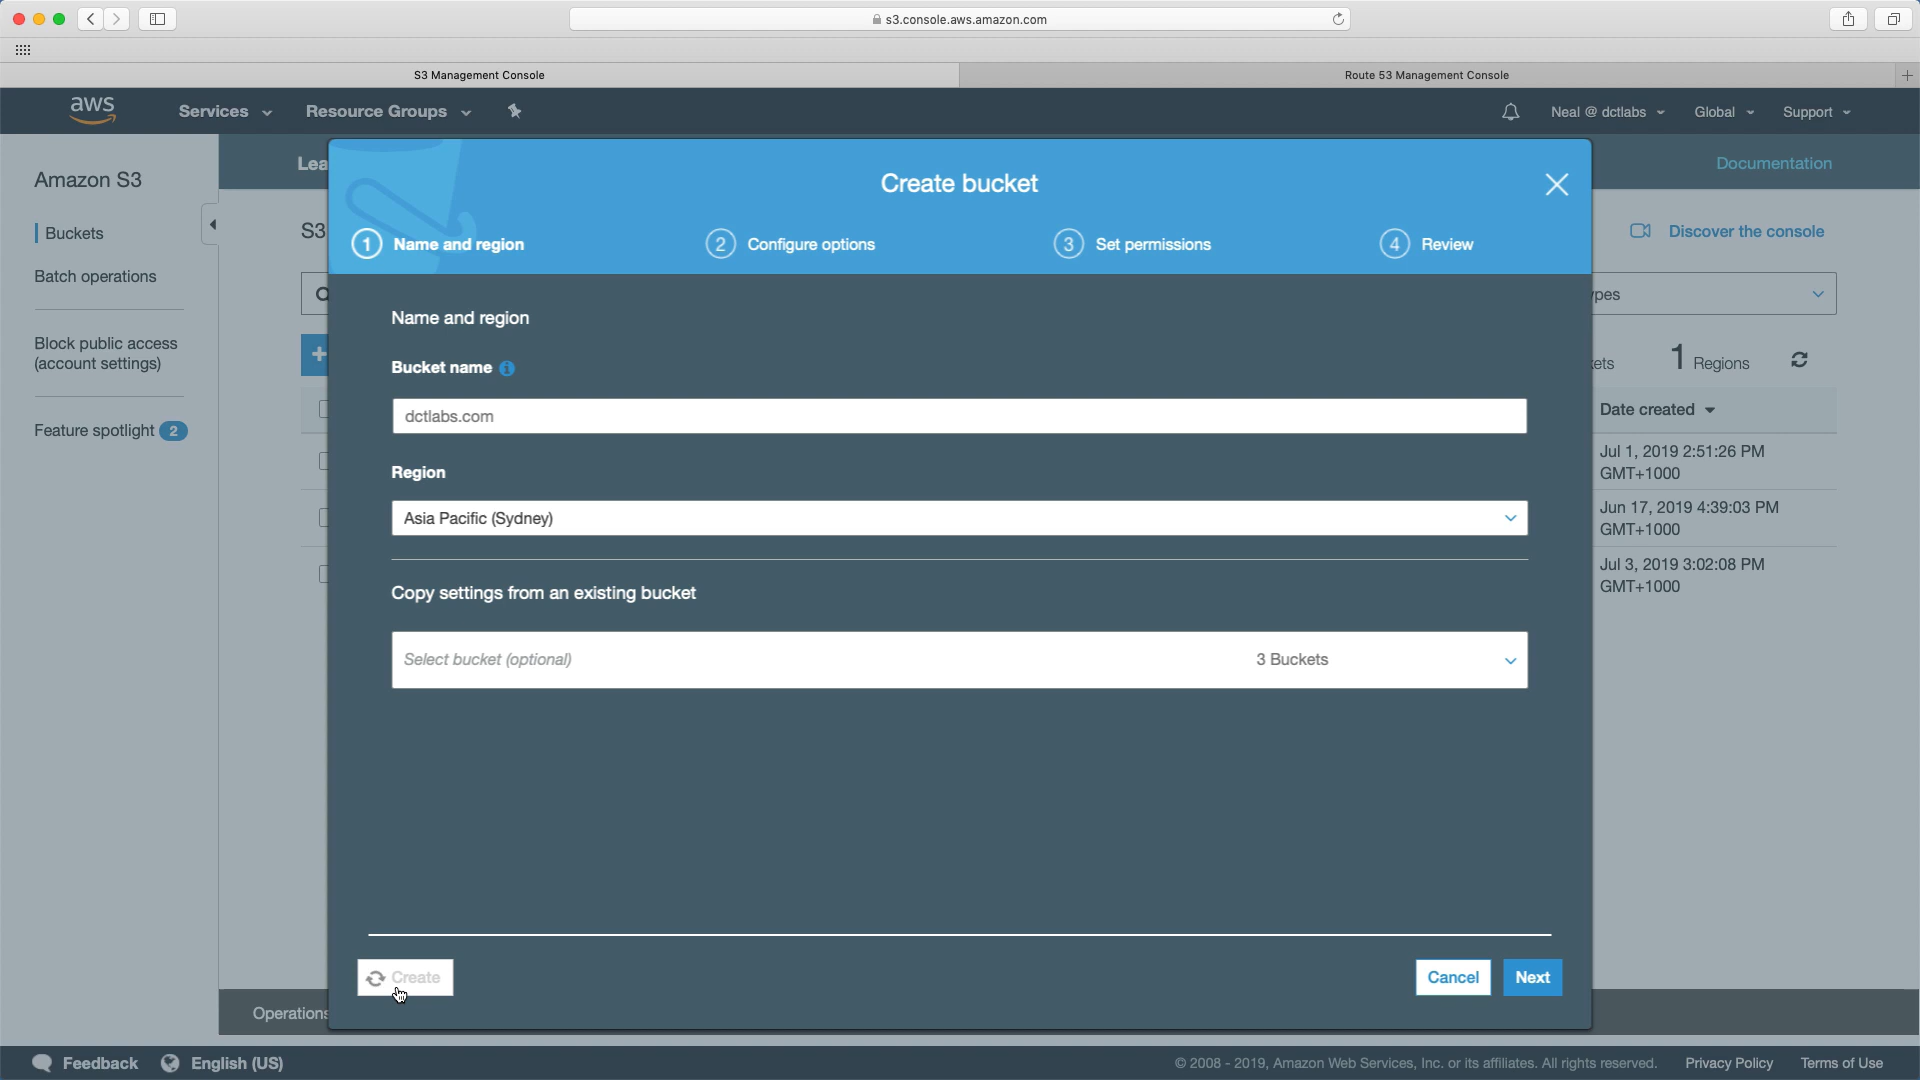 s3.console.aws.amazon.com
S3 Management Console
Route 53 Management Console
aws
Services
Resource Groups
Neal @ dctlabs
Global
Support
Lea
Documentation
Amazon S3
Create bucket
Buckets
S3
Discover the console
1 Name and region
2 Configure options
3 Set permissions
4 Review
Batch operations
ypes
Name and region
Block public access
(account settings)
Bucket name
kets
1 Regions
dctlabs.com
Date created
Feature spotlight 2
Region
Jul 1, 2019 2:51:26 PM
GMT+1000
Asia Pacific (Sydney)
Jun 17, 2019 4:39:03 PM
GMT+1000
Copy settings from an existing bucket
Jul 3, 2019 3:02:08 PM
GMT+1000
Select bucket (optional)
3 Buckets
Create
Cancel
Next
Operations
Feedback
English (US)
© 2008 - 2019, Amazon Web Services, Inc. or its affiliates. All rights reserved.
Privacy Policy
Terms of Use